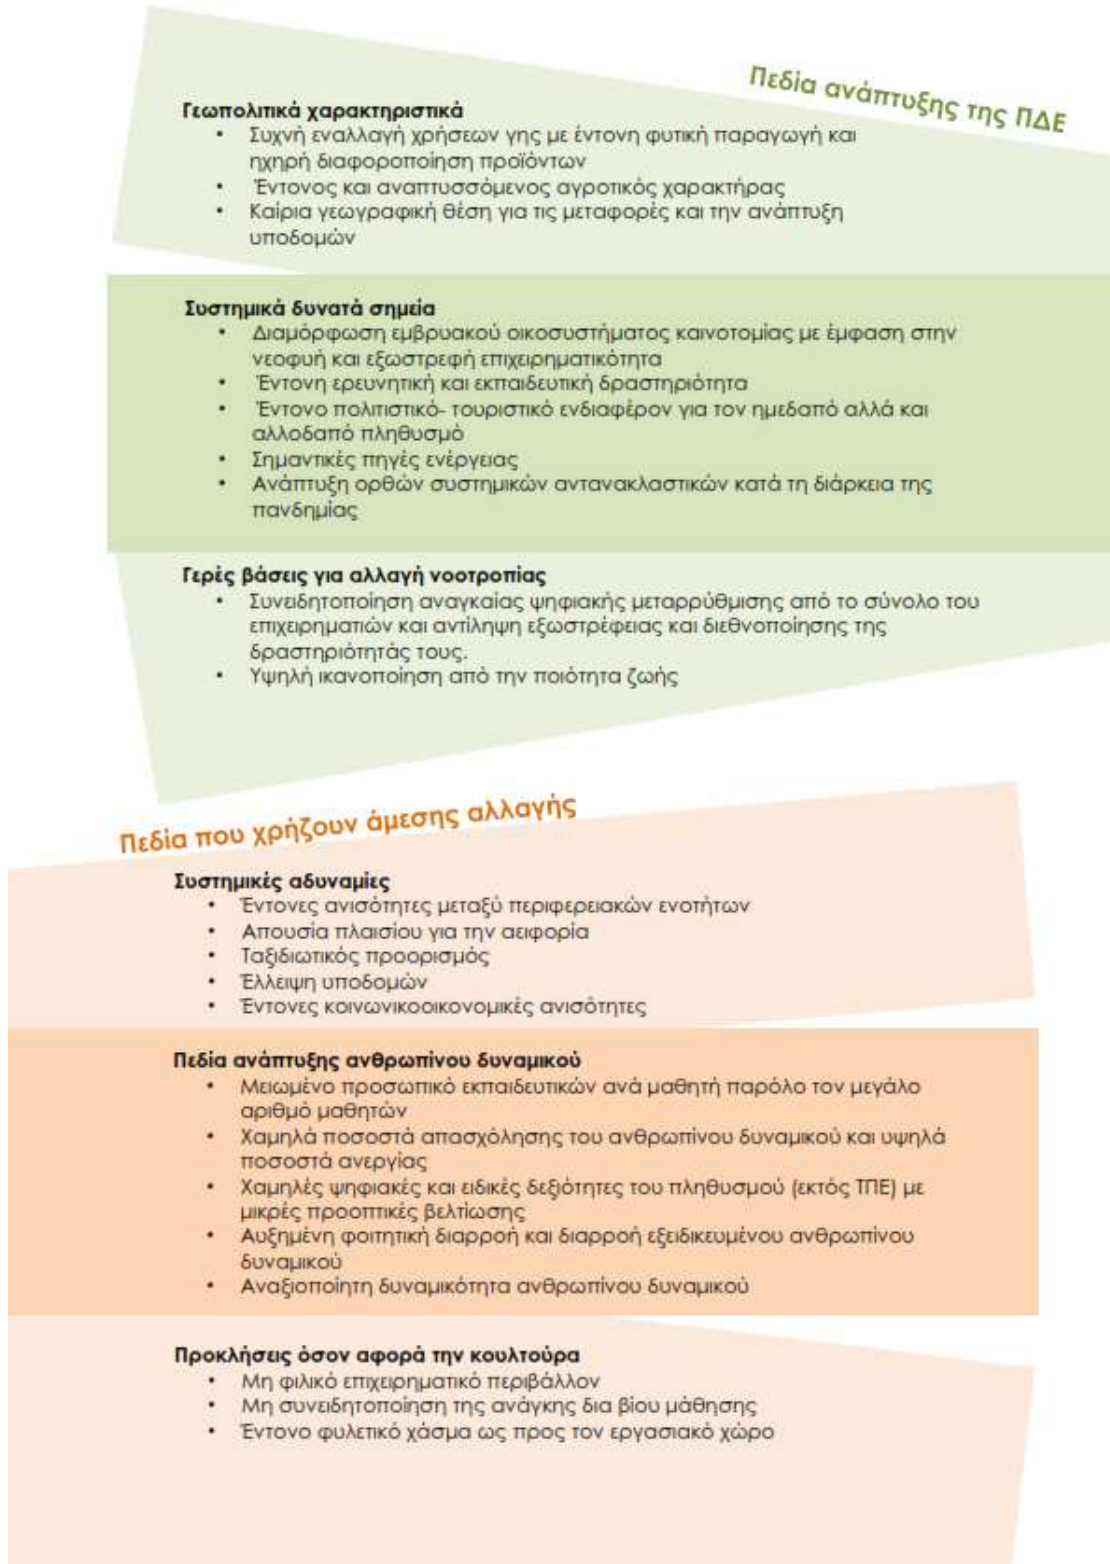 Πεδία ανάπτυξης της ΠΔΕ
Γεωπολιτικά χαρακτηριστικά
• Συχνή εναλλαγή χρήσεων γης με έντονη φυτική παραγωγή και
ηχηρή διαφοροποίηση προϊόντων
• Έντονος και αναπτυσσόμενος αγροτικός χαρακτήρας
• Καίρια γεωγραφική θέση για τις μεταφορές και την ανάπτυξη
υποδομών
Συστημικά δυνατά σημεία
• Διαμόρφωση εμβρυακού οικοσυστήματος καινοτομίας με έμφαση στην
νεοφυή και εξωστρεφή επιχειρηματικότητα
• Έντονη ερευνητική και εκπαιδευτική δραστηριότητα
• Έντονο πολιτιστικό- τουριστικό ενδιαφέρον για τον ημεδαπό αλλά και
αλλοδαπό πληθυσμό
• Σημαντικές πηγές ενέργειας
• Ανάπτυξη ορθών συστημικών αντανακλαστικών κατά τη διάρκεια της
πανδημίας
Γερές βάσεις για αλλαγή νοοτροπίας
• Συνειδητοποίηση αναγκαίας ψηφιακής μεταρρύθμισης από το σύνολο του
επιχειρηματιών και αντίληψη εξωστρέφειας και διεθνοποίησης της
δραστηριότητάς τους.
• Υψηλή ικανοποίηση από την ποιότητα ζωής
Πεδία που χρήζουν άμεσης αλλαγής
Συστημικές αδυναμίες
• Έντονες ανισότητες μεταξύ περιφερειακών ενοτήτων
• Απουσία πλαισίου για την αειφορία
• Ταξιδιωτικός προορισμός
• Έλλειψη υποδομών
• Έντονες κοινωνικοοικονομικές ανισότητες
Πεδία ανάπτυξης ανθρωπίνου δυναμικού
• Μειωμένο προσωπικό εκπαιδευτικών ανά μαθητή παρόλο τον μεγάλο
αριθμό μαθητών
• Χαμηλά ποσοστά απασχόλησης του ανθρωπίνου δυναμικού και υψηλά
ποσοστά ανεργίας
• Χαμηλές ψηφιακές και ειδικές δεξιότητες του πληθυσμού (εκτός ΤΠΕ) με
μικρές προοπτικές βελτίωσης
• Αυξημένη φοιτητική διαρροή και διαρροή εξειδικευμένου ανθρωπίνου
δυναμικού
• Αναξιοποίητη δυναμικότητα ανθρωπίνου δυναμικού
Προκλήσεις όσον αφορά την κουλτούρα
• Μη φιλικό επιχειρηματικό περιβάλλον
• Μη συνειδητοποίηση της ανάγκης δια βίου μάθησης
• Έντονο φυλετικό χάσμα ως προς τον εργασιακό χώρο